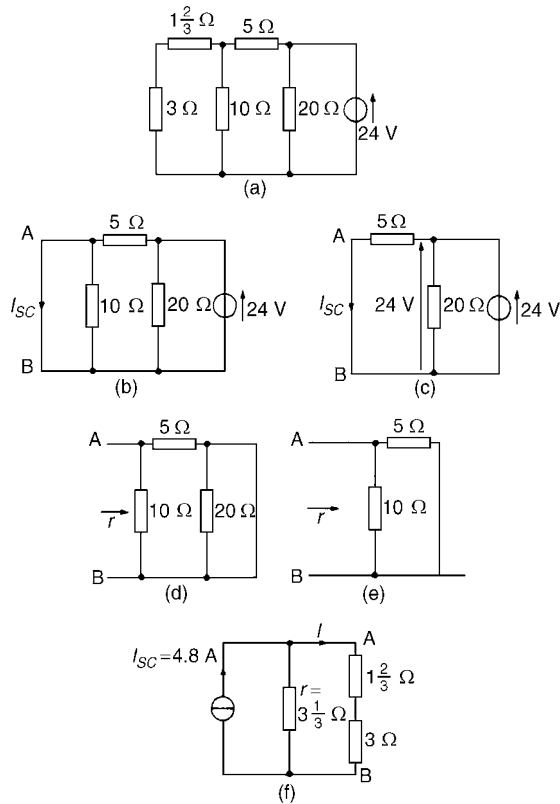 1 2/3 Ω 5 Ω
3 Ω 10 Ω 20 Ω
24 V
(a)
A 5 Ω
I_SC 10 Ω 20 Ω 24 V
B
(b)
A 5 Ω
I_SC 24 V 20 Ω 24 V
B
(c)
A 5 Ω
r 10 Ω 20 Ω
B
(d)
A 5 Ω
r 10 Ω
B
(e)
I_SC=4.8 A I A
r = 3 1/3 Ω 1 2/3 Ω
3 Ω
B
(f)